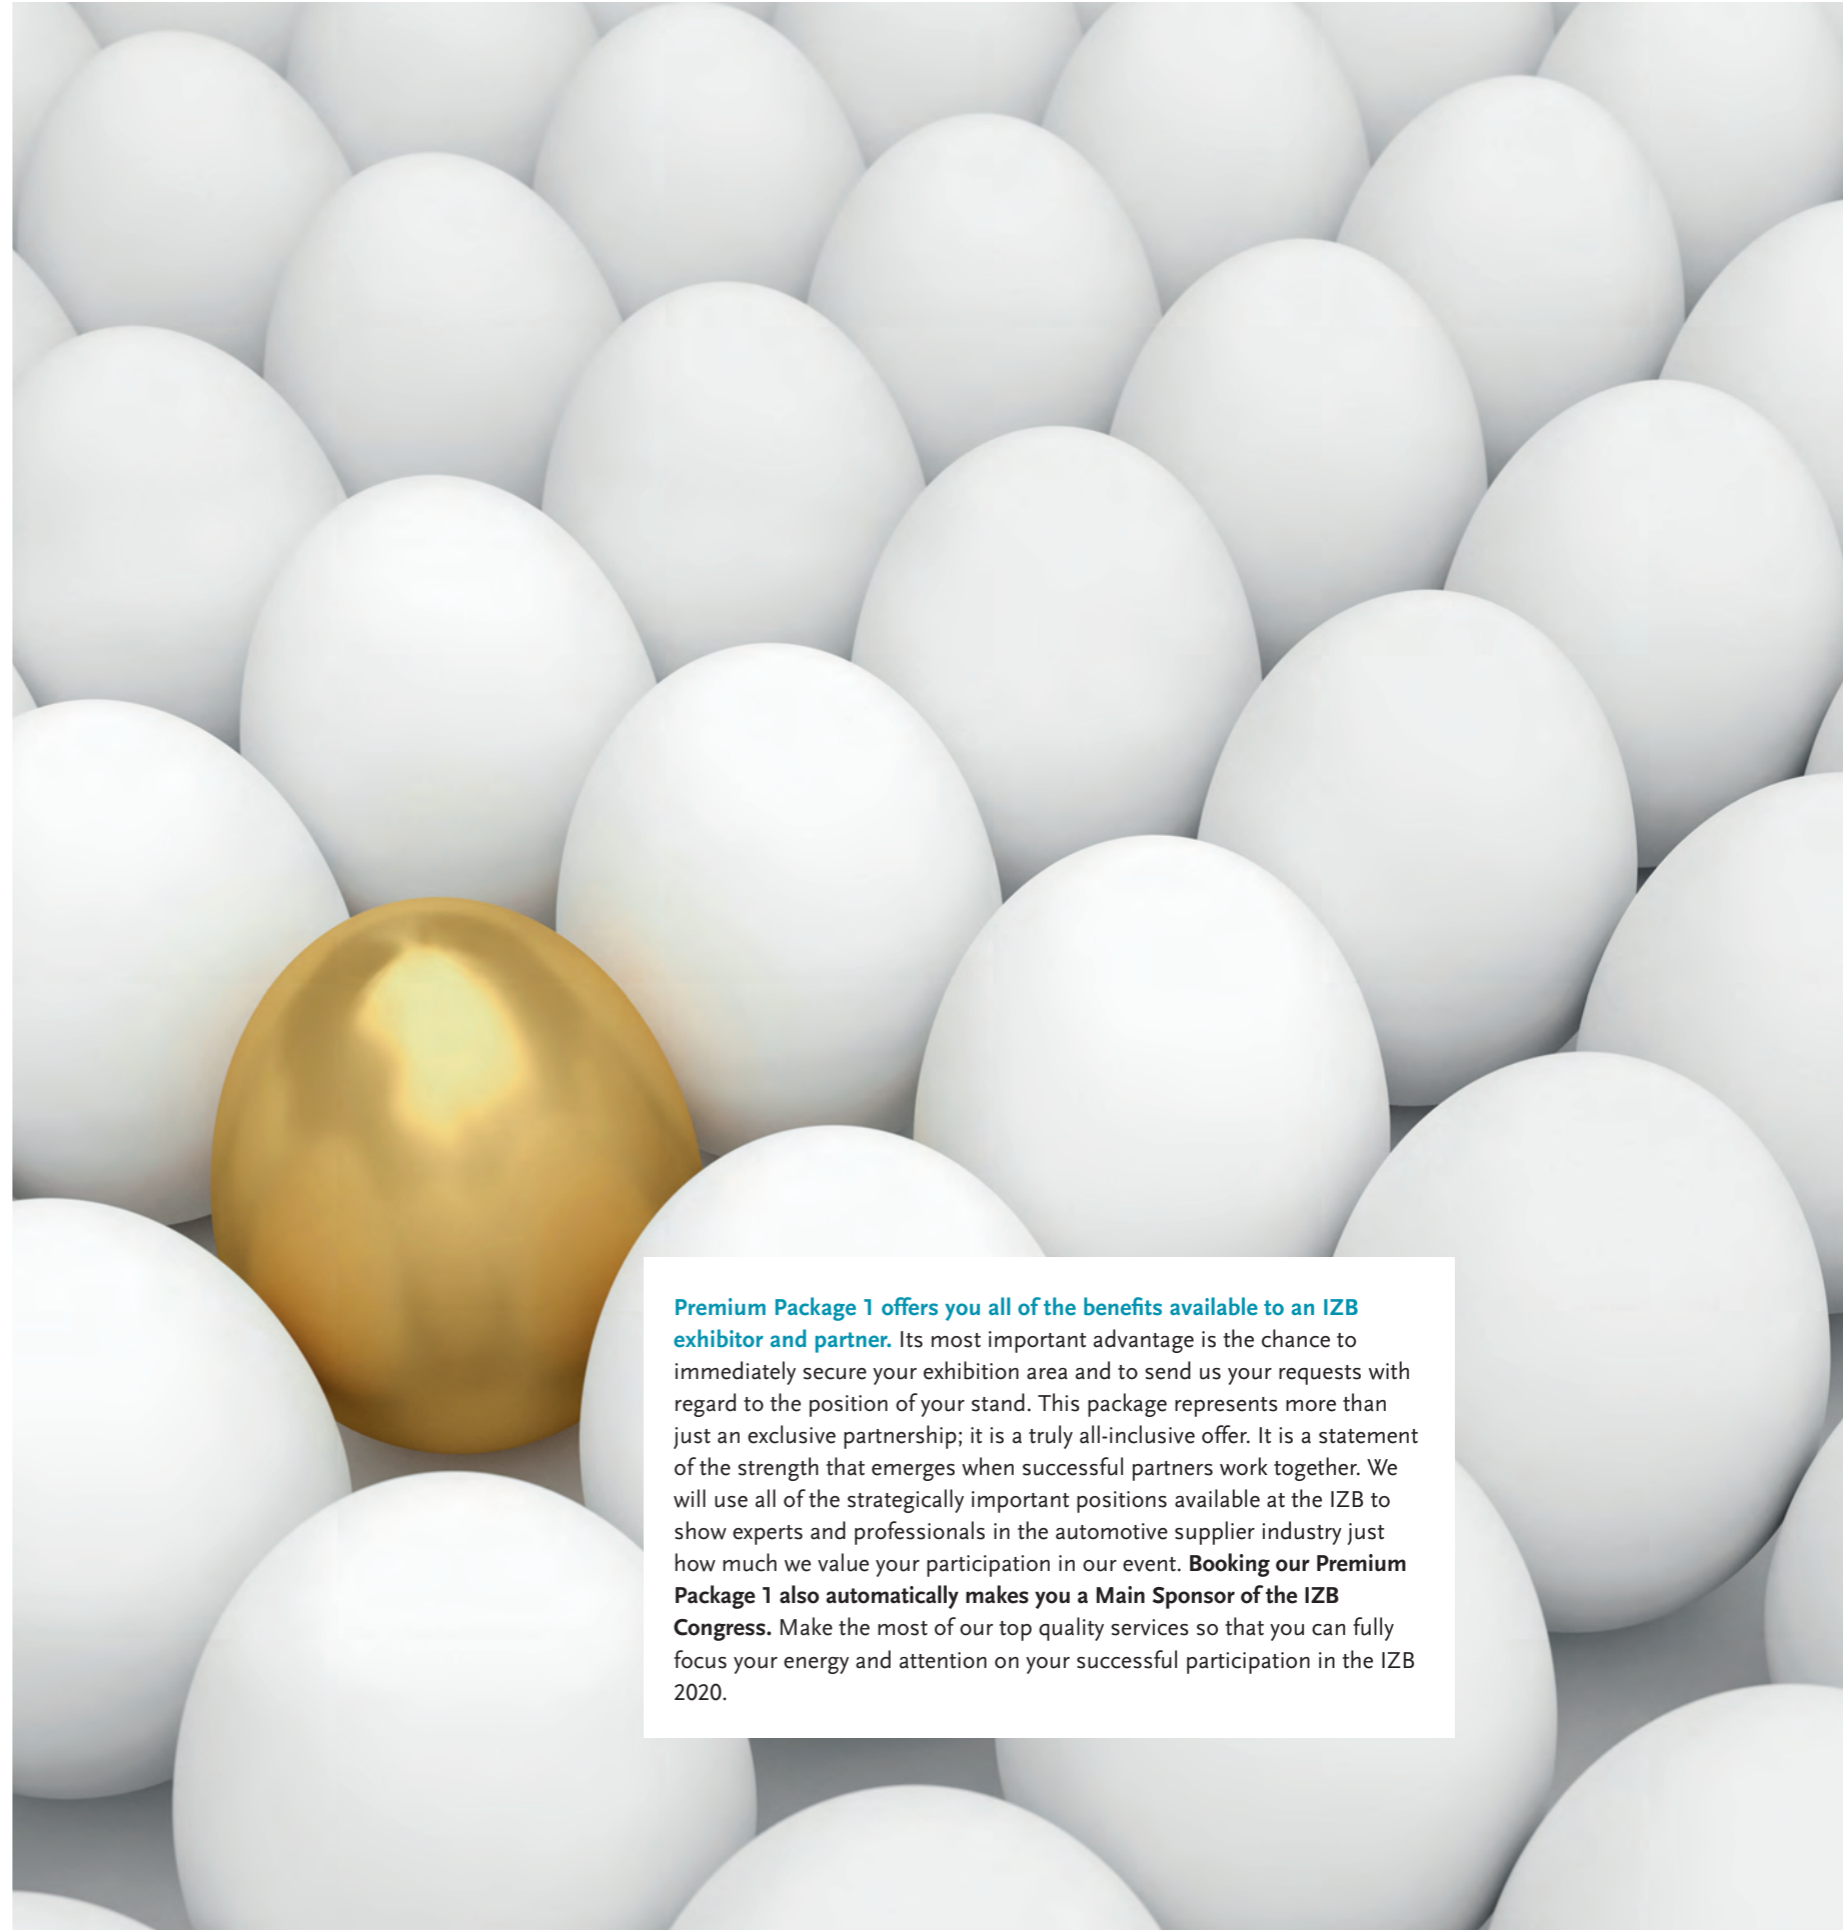 Premium Package 1 offers you all of the benefits available to an IZB
exhibitor and partner. Its most important advantage is the chance to
immediately secure your exhibition area and to send us your requests with
regard to the position of your stand. This package represents more than
just an exclusive partnership; it is a truly all-inclusive offer. It is a statement
of the strength that emerges when successful partners work together. We
will use all of the strategically important positions available at the IZB to
show experts and professionals in the automotive supplier industry just
how much we value your participation in our event. Booking our Premium
Package 1 also automatically makes you a Main Sponsor of the IZB
Congress. Make the most of our top quality services so that you can fully
focus your energy and attention on your successful participation in the IZB
2020.